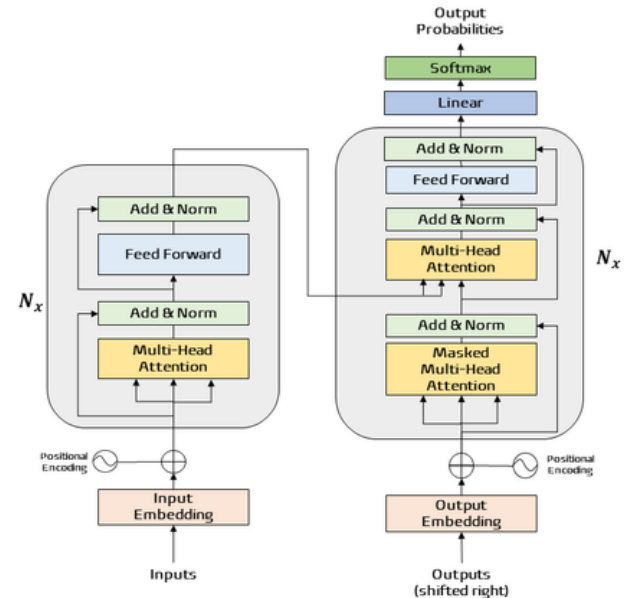 Output
Probabilities
Softmax
Linear
Add & Norm
Feed Forward
Add & Norm
Multi-Head
Attention
Add & Norm
Masked
Multi-Head
Attention
Nx
Positional
Encoding
Output
Embedding
Outputs
(shifted right)
Add & Norm
Feed Forward
Add & Norm
Multi-Head
Attention
Nx
Positional
Encoding
Input
Embedding
Inputs